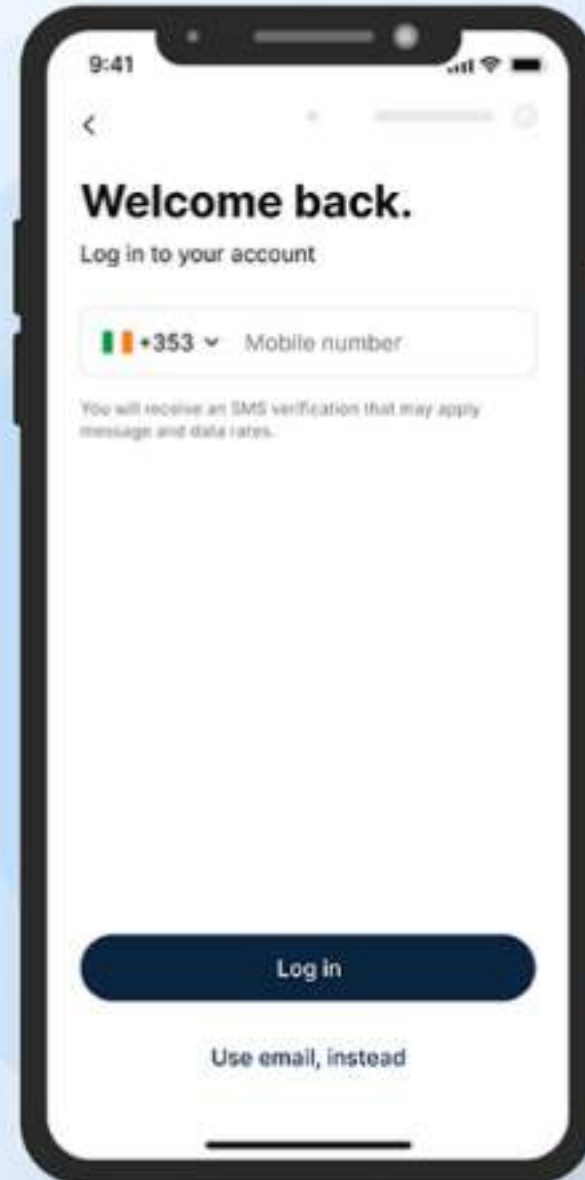 9:41
Welcome back.
Log in to your account
+353 Mobile number
You will receive an SMS verification that may apply
message and data rates.
Log in
Use email, instead